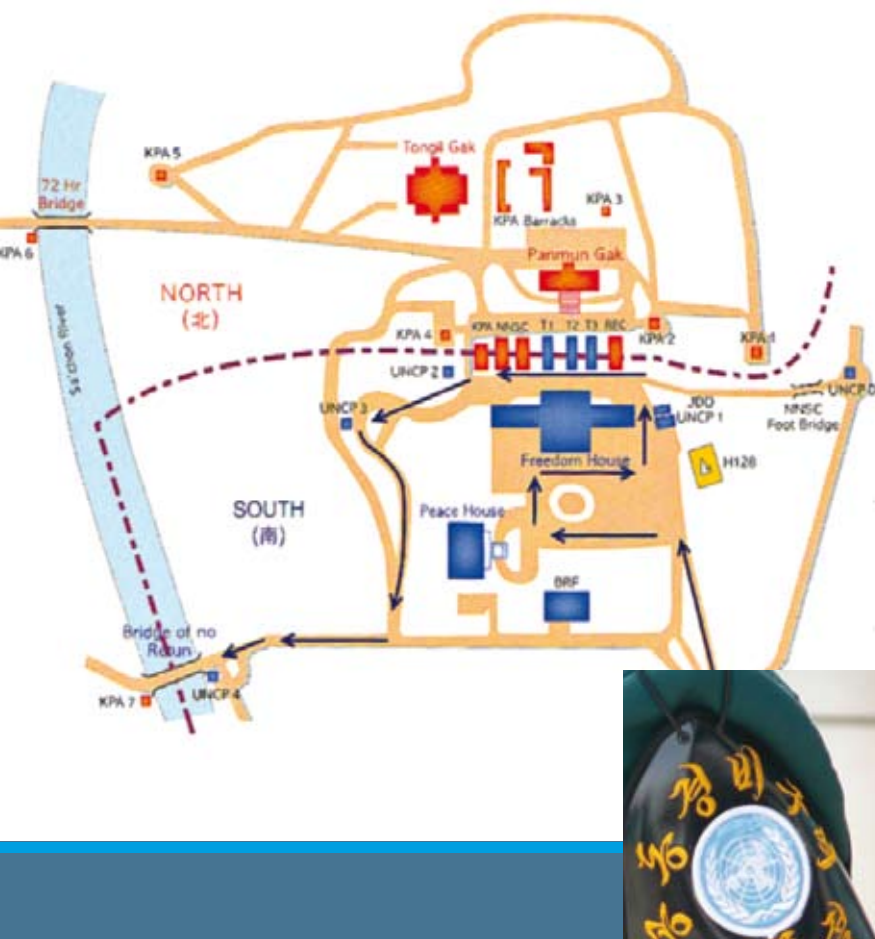 KPA 5
Tongil Gak
72 Hr
Bridge
KPA 3
KPA Barracks
KPA 6
Panmun Gak
NORTH
(北)
KPA 4
KPA NNSC T1 T2 T3 REC
KPA 2
KPA 1
UNCP 2
UNCP 3
JDO
UNCP 1
NNSC
Foot Bridge
Freedom House
H128
SOUTH
(南)
Peace House
BRF
Bridge of no
Retun
KPA 7
UNCP 4
경비
동